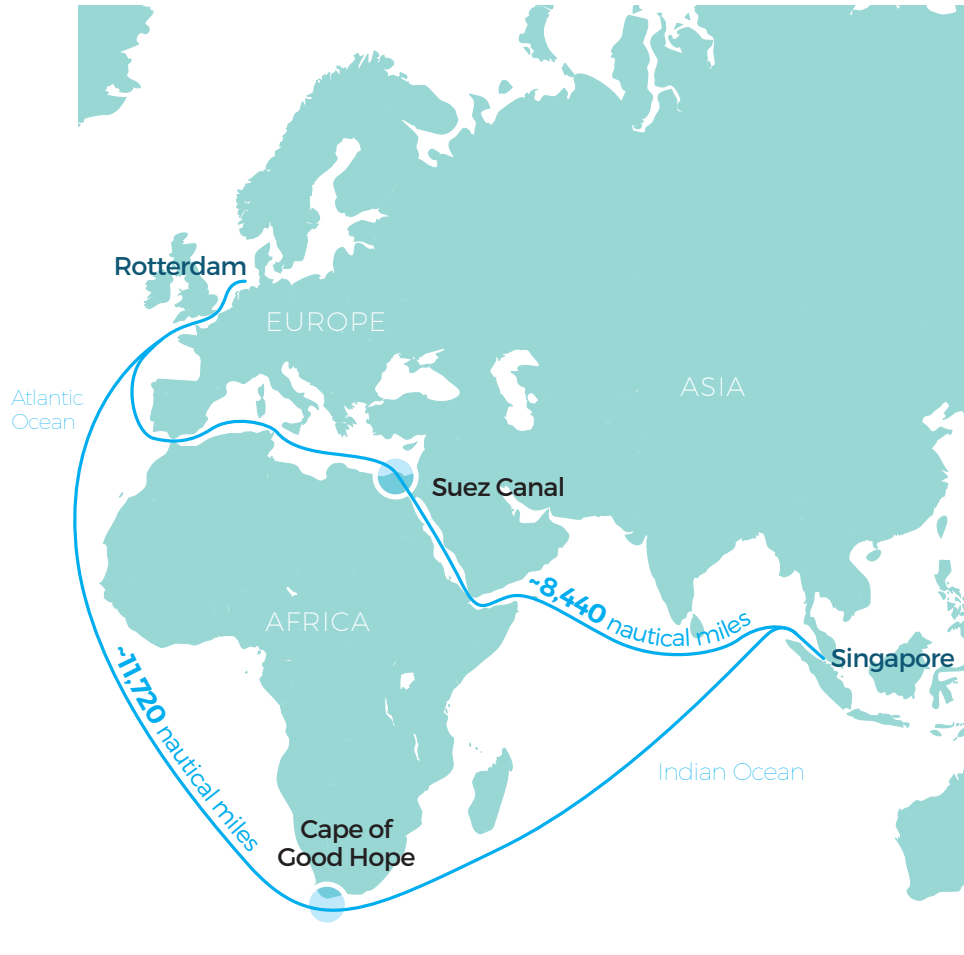 Rotterdam
EUROPE
ASIA
Atlantic
Ocean
Suez Canal
~8,440 nautical miles
AFRICA
Singapore
~11,720 nautical miles
Indian Ocean
Cape of
Good Hope